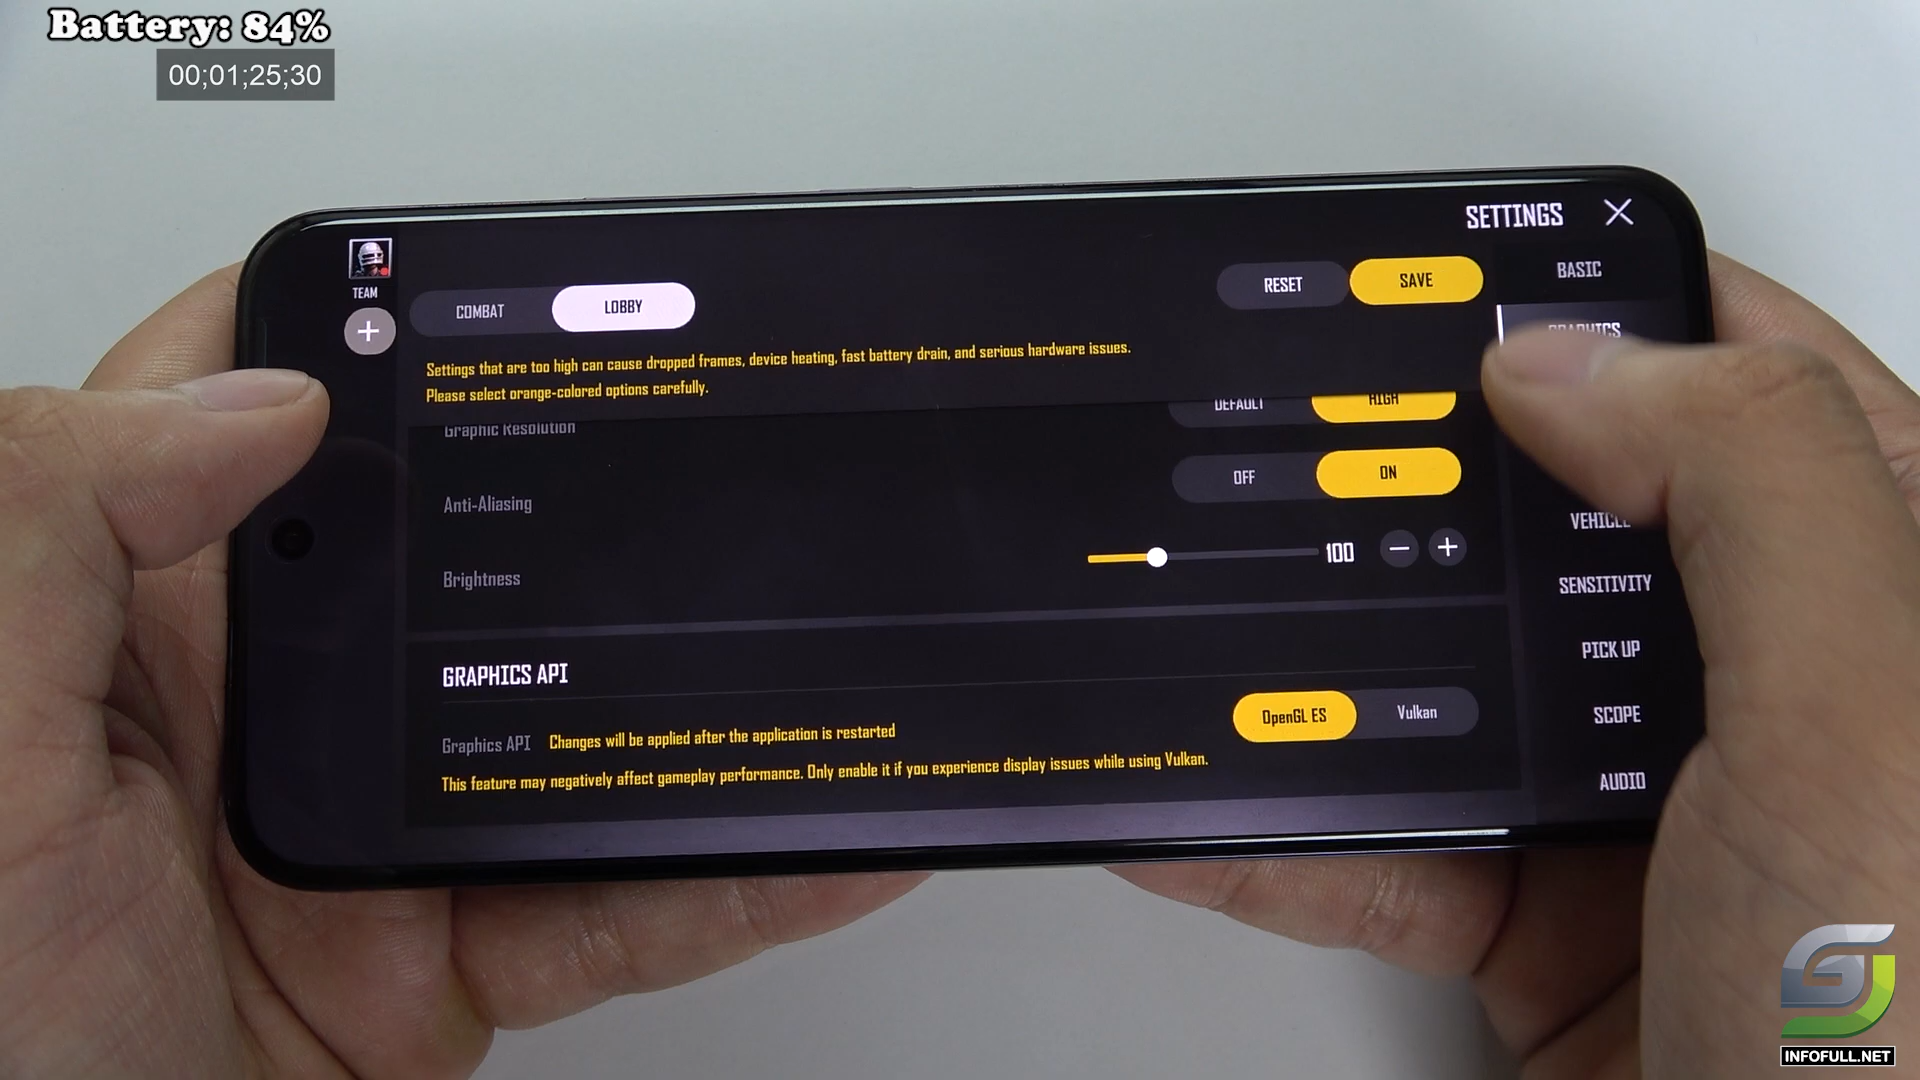 Battery: 84%
00;01;25;30
SETTINGS
TEAM
COMBAT
LOBBY
RESET
SAVE
BASIC
GRAPHICS
Settings that are too high can cause dropped frames, device heating, fast battery drain, and serious hardware issues.
Please select orange-colored options carefully.
Graphic Resolution
DEFAULT
HIGH
Anti-Aliasing
OFF
ON
VEHICLE
Brightness
100
SENSITIVITY
GRAPHICS API
PICK UP
Graphics API Changes will be applied after the application is restarted
OpenGL ES
Vulkan
SCOPE
This feature may negatively affect gameplay performance. Only enable it if you experience display issues while using Vulkan.
AUDIO
INFOFULL.NET